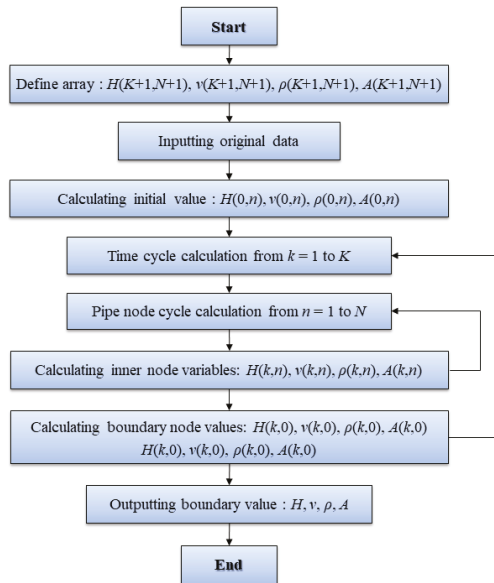 Start
Define array : H(K+1,N+1), v(K+1,N+1), ρ(K+1,N+1), A(K+1,N+1)
Inputting original data
Calculating initial value : H(0,n), v(0,n), ρ(0,n), A(0,n)
Time cycle calculation from k = 1 to K
Pipe node cycle calculation from n = 1 to N
Calculating inner node variables: H(k,n), v(k,n), ρ(k,n), A(k,n)
Calculating boundary node values: H(k,0), v(k,0), ρ(k,0), A(k,0)
H(k,0), v(k,0), ρ(k,0), A(k,0)
Outputting boundary value : H, v, ρ, A
End